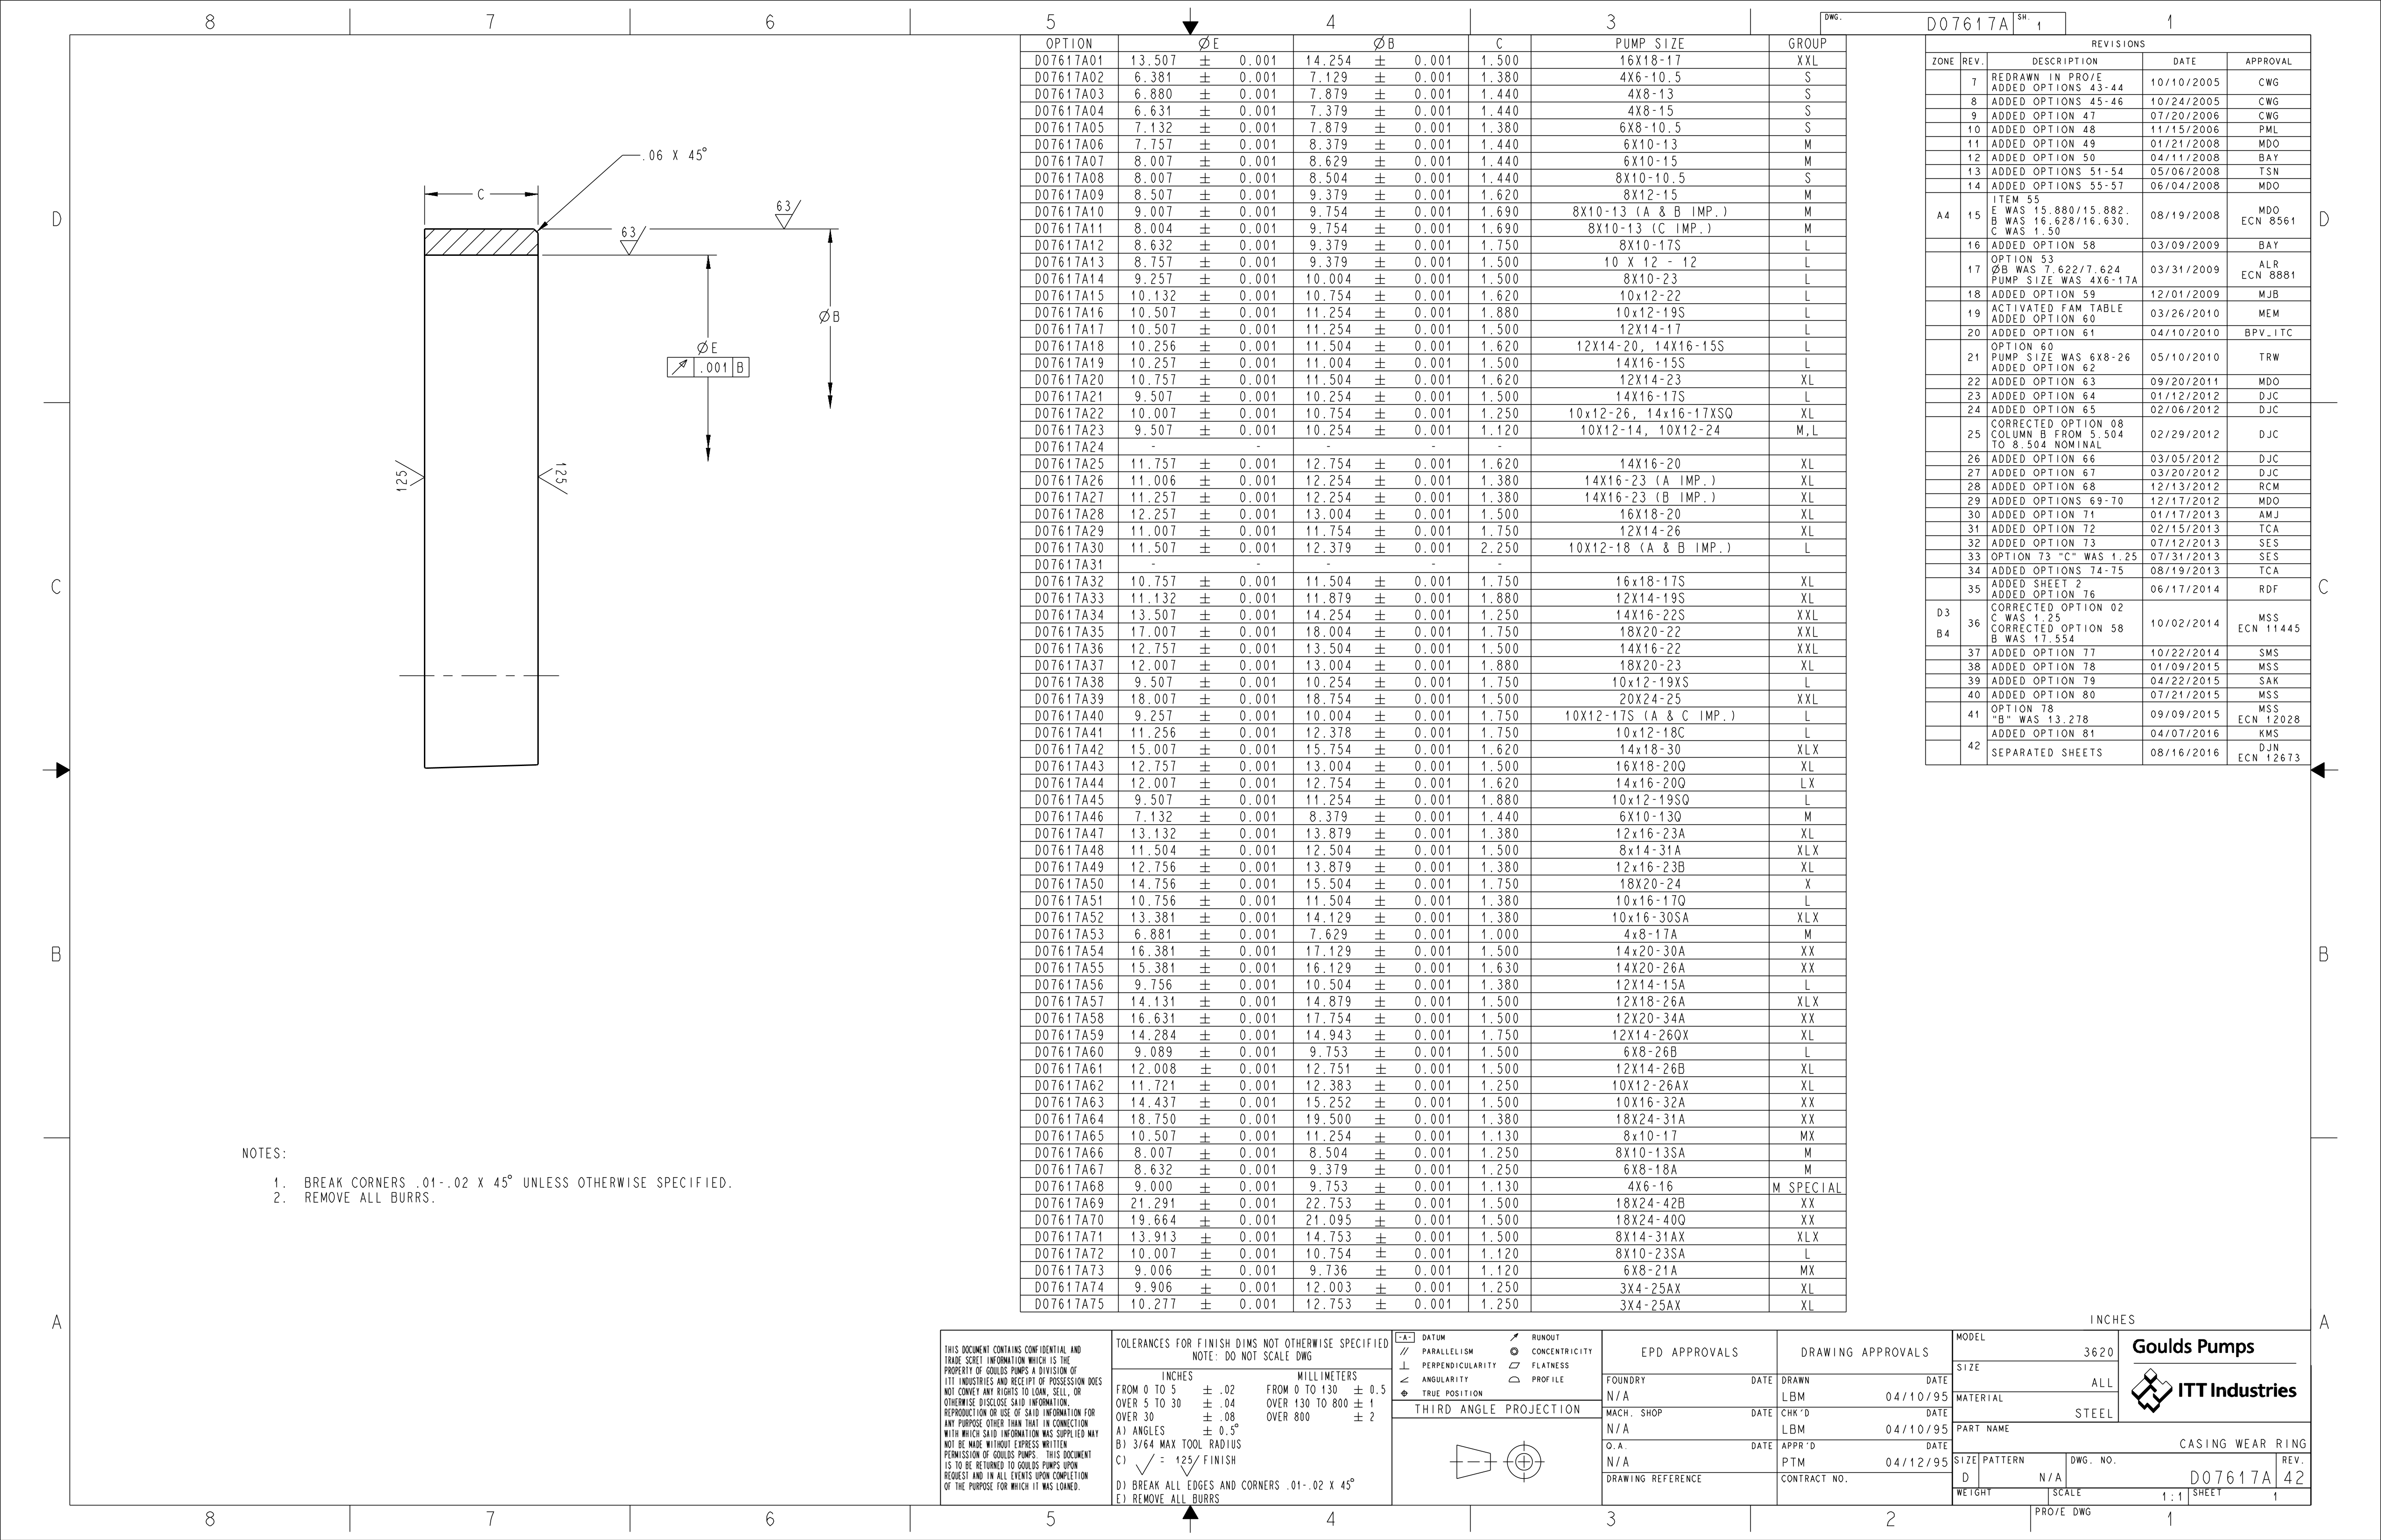 8 7 6 5 4 3 1
DWG. D07617A SH. 1
OPTION ØE ØB C PUMP SIZE GROUP
D07617A01 13.507 ± 0.001 14.254 ± 0.001 1.500 16X18-17 XXL
D07617A02 6.381 ± 0.001 7.129 ± 0.001 1.380 4X6-10.5 S
D07617A03 6.880 ± 0.001 7.879 ± 0.001 1.440 4X8-13 S
D07617A04 6.631 ± 0.001 7.379 ± 0.001 1.440 4X8-15 S
D07617A05 7.132 ± 0.001 7.879 ± 0.001 1.380 6X8-10.5 S
D07617A06 7.757 ± 0.001 8.379 ± 0.001 1.440 6X10-13 M
D07617A07 8.007 ± 0.001 8.629 ± 0.001 1.440 6X10-15 M
D07617A08 8.007 ± 0.001 8.504 ± 0.001 1.440 8X10-10.5 S
D07617A09 8.507 ± 0.001 9.379 ± 0.001 1.620 8X12-15 M
D07617A10 9.007 ± 0.001 9.754 ± 0.001 1.690 8X10-13 (A & B IMP.) M
D07617A11 8.004 ± 0.001 9.754 ± 0.001 1.690 8X10-13 (C IMP.) M
D07617A12 8.632 ± 0.001 9.379 ± 0.001 1.750 8X10-17S L
D07617A13 8.757 ± 0.001 9.379 ± 0.001 1.500 10 X 12 - 12 L
D07617A14 9.257 ± 0.001 10.004 ± 0.001 1.500 8X10-23 L
D07617A15 10.132 ± 0.001 10.754 ± 0.001 1.620 10x12-22 L
D07617A16 10.507 ± 0.001 11.254 ± 0.001 1.880 10x12-19S L
D07617A17 10.507 ± 0.001 11.254 ± 0.001 1.500 12X14-17 L
D07617A18 10.256 ± 0.001 11.504 ± 0.001 1.620 12X14-20, 14X16-15S L
D07617A19 10.257 ± 0.001 11.004 ± 0.001 1.500 14X16-15S L
D07617A20 10.757 ± 0.001 11.504 ± 0.001 1.620 12X14-23 XL
D07617A21 9.507 ± 0.001 10.254 ± 0.001 1.500 14X16-17S L
D07617A22 10.007 ± 0.001 10.754 ± 0.001 1.250 10x12-26, 14x16-17XSQ XL
D07617A23 9.507 ± 0.001 10.254 ± 0.001 1.120 10X12-14, 10X12-24 M,L
D07617A24 - - - - -
D07617A25 11.757 ± 0.001 12.754 ± 0.001 1.620 14X16-20 XL
D07617A26 11.006 ± 0.001 12.254 ± 0.001 1.380 14X16-23 (A IMP.) XL
D07617A27 11.257 ± 0.001 12.254 ± 0.001 1.380 14X16-23 (B IMP.) XL
D07617A28 12.257 ± 0.001 13.004 ± 0.001 1.500 16X18-20 XL
D07617A29 11.007 ± 0.001 11.754 ± 0.001 1.750 12X14-26 XL
D07617A30 11.507 ± 0.001 12.379 ± 0.001 2.250 10X12-18 (A & B IMP.) L
D07617A31 - - - - -
D07617A32 10.757 ± 0.001 11.504 ± 0.001 1.750 16x18-17S XL
D07617A33 11.132 ± 0.001 11.879 ± 0.001 1.880 12X14-19S XL
D07617A34 13.507 ± 0.001 14.254 ± 0.001 1.250 14X16-22S XXL
D07617A35 17.007 ± 0.001 18.004 ± 0.001 1.750 18X20-22 XXL
D07617A36 12.757 ± 0.001 13.504 ± 0.001 1.500 14X16-22 XXL
D07617A37 12.007 ± 0.001 13.004 ± 0.001 1.880 18X20-23 XL
D07617A38 9.507 ± 0.001 10.254 ± 0.001 1.750 10x12-19XS L
D07617A39 18.007 ± 0.001 18.754 ± 0.001 1.500 20X24-25 XXL
D07617A40 9.257 ± 0.001 10.004 ± 0.001 1.750 10X12-17S (A & C IMP.) L
D07617A41 11.256 ± 0.001 12.378 ± 0.001 1.750 10x12-18C L
D07617A42 15.007 ± 0.001 15.754 ± 0.001 1.620 14x18-30 XLX
D07617A43 12.757 ± 0.001 13.004 ± 0.001 1.500 16X18-20Q XL
D07617A44 12.007 ± 0.001 12.754 ± 0.001 1.620 14x16-20Q LX
D07617A45 9.507 ± 0.001 11.254 ± 0.001 1.880 10x12-19SQ L
D07617A46 7.132 ± 0.001 8.379 ± 0.001 1.440 6X10-13Q M
D07617A47 13.132 ± 0.001 13.879 ± 0.001 1.380 12x16-23A XL
D07617A48 11.504 ± 0.001 12.504 ± 0.001 1.500 8x14-31A XLX
D07617A49 12.756 ± 0.001 13.879 ± 0.001 1.380 12x16-23B XL
D07617A50 14.756 ± 0.001 15.504 ± 0.001 1.750 18X20-24 X
D07617A51 10.756 ± 0.001 11.504 ± 0.001 1.380 10x16-17Q L
D07617A52 13.381 ± 0.001 14.129 ± 0.001 1.380 10x16-30SA XLX
D07617A53 6.881 ± 0.001 7.629 ± 0.001 1.000 4x8-17A M
D07617A54 16.381 ± 0.001 17.129 ± 0.001 1.500 14x20-30A XX
D07617A55 15.381 ± 0.001 16.129 ± 0.001 1.630 14X20-26A XX
D07617A56 9.756 ± 0.001 10.504 ± 0.001 1.380 12X14-15A L
D07617A57 14.131 ± 0.001 14.879 ± 0.001 1.500 12X18-26A XLX
D07617A58 16.631 ± 0.001 17.754 ± 0.001 1.500 12X20-34A XX
D07617A59 14.284 ± 0.001 14.943 ± 0.001 1.750 12X14-26QX XL
D07617A60 9.089 ± 0.001 9.753 ± 0.001 1.500 6X8-26B L
D07617A61 12.008 ± 0.001 12.751 ± 0.001 1.500 12X14-26B XL
D07617A62 11.721 ± 0.001 12.383 ± 0.001 1.250 10X12-26AX XL
D07617A63 14.437 ± 0.001 15.252 ± 0.001 1.500 10X16-32A XX
D07617A64 18.750 ± 0.001 19.500 ± 0.001 1.380 18X24-31A XX
D07617A65 10.507 ± 0.001 11.254 ± 0.001 1.130 8x10-17 MX
D07617A66 8.007 ± 0.001 8.504 ± 0.001 1.250 8X10-13SA M
D07617A67 8.632 ± 0.001 9.379 ± 0.001 1.250 6X8-18A M
D07617A68 9.000 ± 0.001 9.753 ± 0.001 1.130 4X6-16 M SPECIAL
D07617A69 21.291 ± 0.001 22.753 ± 0.001 1.500 18X24-42B XX
D07617A70 19.664 ± 0.001 21.095 ± 0.001 1.500 18X24-40Q XX
D07617A71 13.913 ± 0.001 14.753 ± 0.001 1.500 8X14-31AX XLX
D07617A72 10.007 ± 0.001 10.754 ± 0.001 1.120 8X10-23SA L
D07617A73 9.006 ± 0.001 9.736 ± 0.001 1.120 6X8-21A MX
D07617A74 9.906 ± 0.001 12.003 ± 0.001 1.250 3X4-25AX XL
D07617A75 10.277 ± 0.001 12.753 ± 0.001 1.250 3X4-25AX XL
REVISIONS
ZONE REV. DESCRIPTION DATE APPROVAL
7 REDRAWN IN PRO/E 10/10/2005 CWG
ADDED OPTIONS 43-44
8 ADDED OPTIONS 45-46 10/24/2005 CWG
9 ADDED OPTION 47 07/20/2006 CWG
10 ADDED OPTION 48 11/15/2006 PML
11 ADDED OPTION 49 01/21/2008 MDO
12 ADDED OPTION 50 04/11/2008 BAY
13 ADDED OPTIONS 51-54 05/06/2008 TSN
14 ADDED OPTIONS 55-57 06/04/2008 MDO
ITEM 55
A4 15 E WAS 15.880/15.882. 08/19/2008 MDO
B WAS 16.628/16.630. ECN 8561
C WAS 1.50
16 ADDED OPTION 58 03/09/2009 BAY
OPTION 53
17 ØB WAS 7.622/7.624 03/31/2009 ALR
PUMP SIZE WAS 4X6-17A ECN 8881
18 ADDED OPTION 59 12/01/2009 MJB
19 ACTIVATED FAM TABLE 03/26/2010 MEM
ADDED OPTION 60
20 ADDED OPTION 61 04/10/2010 BPV_ITC
OPTION 60
21 PUMP SIZE WAS 6X8-26 05/10/2010 TRW
ADDED OPTION 62
22 ADDED OPTION 63 09/20/2011 MDO
23 ADDED OPTION 64 01/12/2012 DJC
24 ADDED OPTION 65 02/06/2012 DJC
CORRECTED OPTION 08
25 COLUMN B FROM 5.504 02/29/2012 DJC
TO 8.504 NOMINAL
26 ADDED OPTION 66 03/05/2012 DJC
27 ADDED OPTION 67 03/20/2012 DJC
28 ADDED OPTION 68 12/13/2012 RCM
29 ADDED OPTIONS 69-70 12/17/2012 MDO
30 ADDED OPTION 71 01/17/2013 AMJ
31 ADDED OPTION 72 02/15/2013 TCA
32 ADDED OPTION 73 07/12/2013 SES
33 OPTION 73 "C" WAS 1.25 07/31/2013 SES
34 ADDED OPTIONS 74-75 08/19/2013 TCA
35 ADDED SHEET 2 06/17/2014 RDF
ADDED OPTION 76
D3 CORRECTED OPTION 02
36 C WAS 1.25 10/02/2014 MSS
B4 CORRECTED OPTION 58 ECN 11445
B WAS 17.554
37 ADDED OPTION 77 10/22/2014 SMS
38 ADDED OPTION 78 01/09/2015 MSS
39 ADDED OPTION 79 04/22/2015 SAK
40 ADDED OPTION 80 07/21/2015 MSS
41 OPTION 78 09/09/2015 MSS
"B" WAS 13.278 ECN 12028
ADDED OPTION 81 04/07/2016 KMS
42 SEPARATED SHEETS 08/16/2016 DJN
ECN 12673
.06 X 45°
C
63
63
ØB
ØE
.001 B
125
125
D D
C C
B B
A A
NOTES:
1. BREAK CORNERS .01-.02 X 45° UNLESS OTHERWISE SPECIFIED.
2. REMOVE ALL BURRS.
THIS DOCUMENT CONTAINS CONFIDENTIAL AND
TRADE SCRET INFORMATION WHICH IS THE
PROPERTY OF GOULDS PUMPS A DIVISION OF
ITT INDUSTRIES AND RECEIPT OF POSSESSION DOES
NOT CONVEY ANY RIGHTS TO LOAN, SELL, OR
OTHERWISE DISCLOSE SAID INFORMATION.
REPRODUCTION OR USE OF SAID INFORMATION FOR
ANY PURPOSE OTHER THAN THAT IN CONNECTION
WITH WHICH SAID INFORMATION WAS SUPPLIED MAY
NOT BE MADE WITHOUT EXPRESS WRITTEN
PERMISSION OF GOULDS PUMPS. THIS DOCUMENT
IS TO BE RETURNED TO GOULDS PUMPS UPON
REQUEST AND IN ALL EVENTS UPON COMPLETION
OF THE PURPOSE FOR WHICH IT WAS LOANED.
TOLERANCES FOR FINISH DIMS NOT OTHERWISE SPECIFIED
NOTE: DO NOT SCALE DWG
INCHES MILLIMETERS
FROM 0 TO 5 ± .02 FROM 0 TO 130 ± 0.5
OVER 5 TO 30 ± .04 OVER 130 TO 800 ± 1
OVER 30 ± .08 OVER 800 ± 2
A) ANGLES ± 0.5°
B) 3/64 MAX TOOL RADIUS
C) √ = 125/ FINISH
D) BREAK ALL EDGES AND CORNERS .01-.02 X 45°
E) REMOVE ALL BURRS
-A- DATUM RUNOUT
PARALLELISM CONCENTRICITY
PERPENDICULARITY FLATNESS
ANGULARITY PROFILE
TRUE POSITION
THIRD ANGLE PROJECTION
EPD APPROVALS
FOUNDRY DATE
N/A
MACH. SHOP DATE
N/A
Q.A. DATE
N/A
DRAWING REFERENCE
DRAWING APPROVALS
DRAWN DATE
LBM 04/10/95
CHK'D DATE
LBM 04/10/95
APPR'D DATE
PTM 04/12/95
CONTRACT NO.
INCHES
MODEL 3620
SIZE ALL
MATERIAL STEEL
Goulds Pumps
ITT Industries
PART NAME
CASING WEAR RING
SIZE PATTERN DWG. NO. REV.
D N/A D07617A 42
WEIGHT SCALE 1:1 SHEET 1
PRO/E DWG
8 7 6 5 4 3 2 1